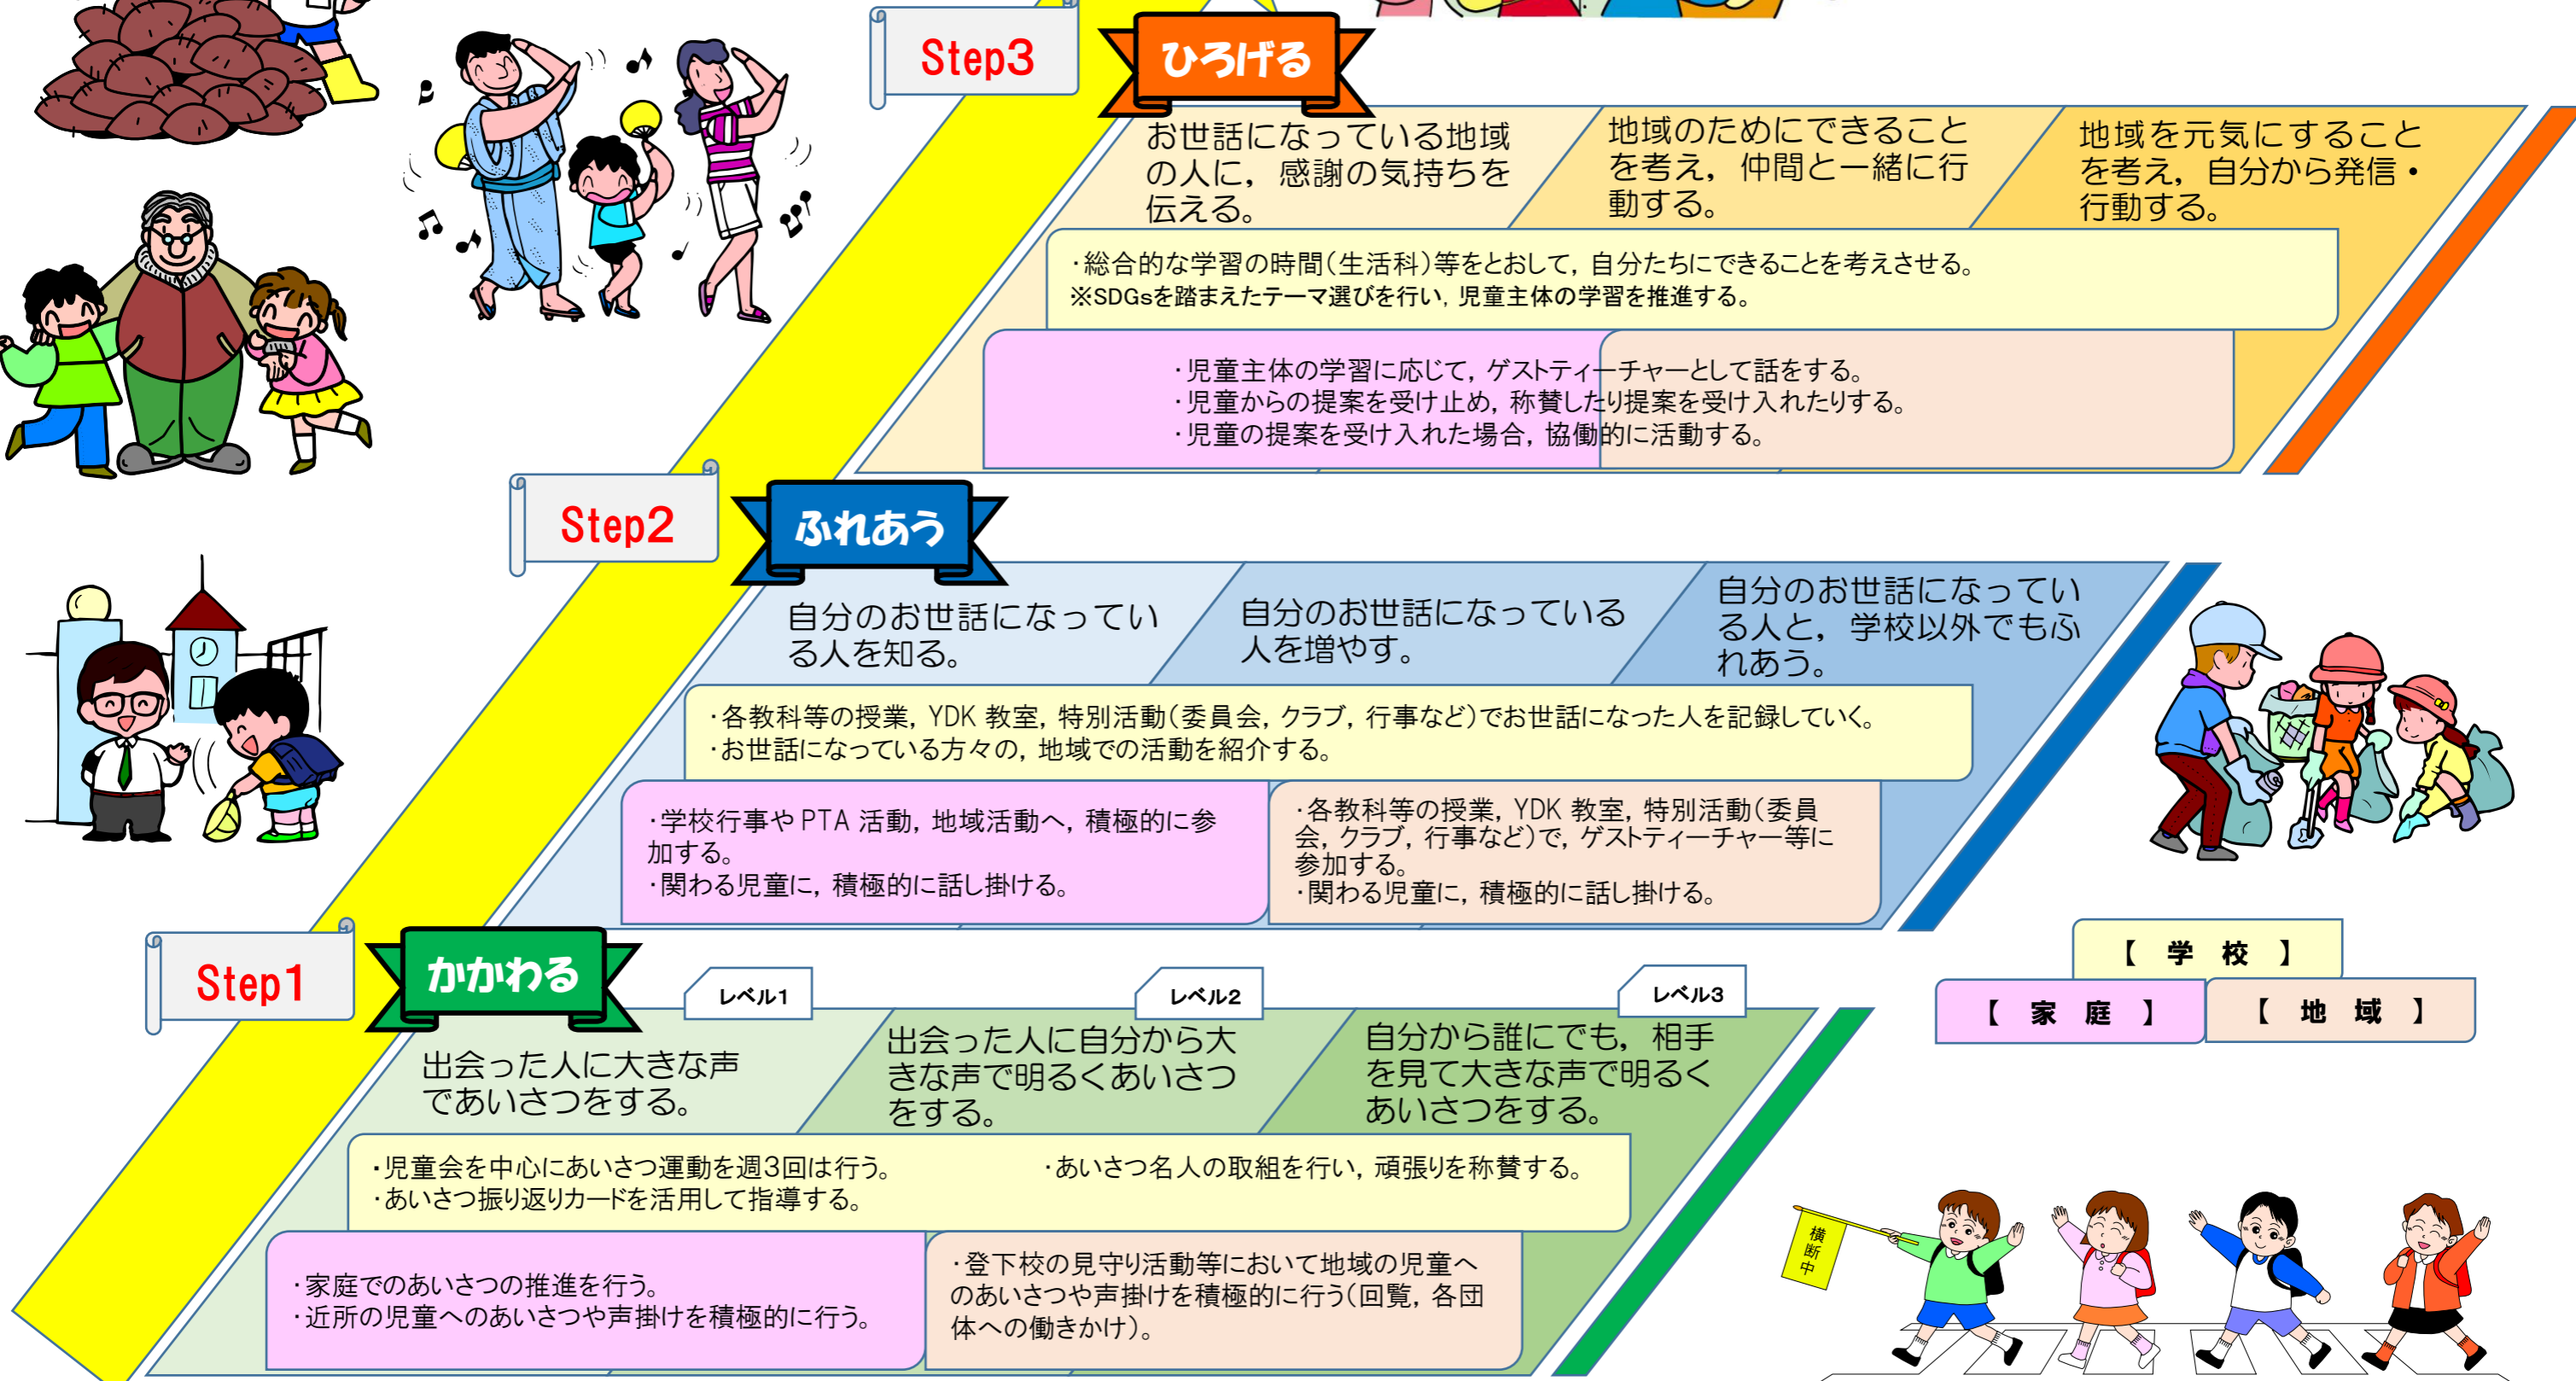 Step3
ひろげる
お世話になっている地域
の人に，感謝の気持ちを
伝える。
地域のためにできること
を考え，仲間と一緒に行
動する。
地域を元気にすること
を考え，自分から発信・
行動する。
・総合的な学習の時間（生活科）等をとおして，自分たちにできることを考えさせる。
※SDGsを踏まえたテーマ選びを行い，児童主体の学習を推進する。
・児童主体の学習に応じて，ゲストティーチャーとして話をする。
・児童からの提案を受け止め，称賛したり提案を受け入れたりする。
・児童の提案を受け入れた場合，協働的に活動する。
Step2
ふれあう
自分のお世話になってい
る人を知る。
自分のお世話になっている
人を増やす。
自分のお世話になってい
る人と，学校以外でもふ
れあう。
・各教科等の授業，YDK 教室，特別活動（委員会，クラブ，行事など）でお世話になった人を記録していく。
・お世話になっている方々の，地域での活動を紹介する。
・学校行事や PTA 活動，地域活動へ，積極的に参
加する。
・関わる児童に，積極的に話し掛ける。
・各教科等の授業，YDK 教室，特別活動（委員
会，クラブ，行事など）で，ゲストティーチャー等に
参加する。
・関わる児童に，積極的に話し掛ける。
【 学 校 】
【 家 庭 】
【 地 域 】
Step1
かかわる
レベル1
レベル2
レベル3
出会った人に大きな声
であいさつをする。
出会った人に自分から大
きな声で明るくあいさつ
をする。
自分から誰にでも，相手
を見て大きな声で明るく
あいさつをする。
・児童会を中心にあいさつ運動を週3回は行う。
・あいさつ名人の取組を行い，頑張りを称賛する。
・あいさつ振り返りカードを活用して指導する。
・家庭でのあいさつの推進を行う。
・近所の児童へのあいさつや声掛けを積極的に行う。
・登下校の見守り活動等において地域の児童へ
のあいさつや声掛けを積極的に行う（回覧，各団
体への働きかけ）。
横断中